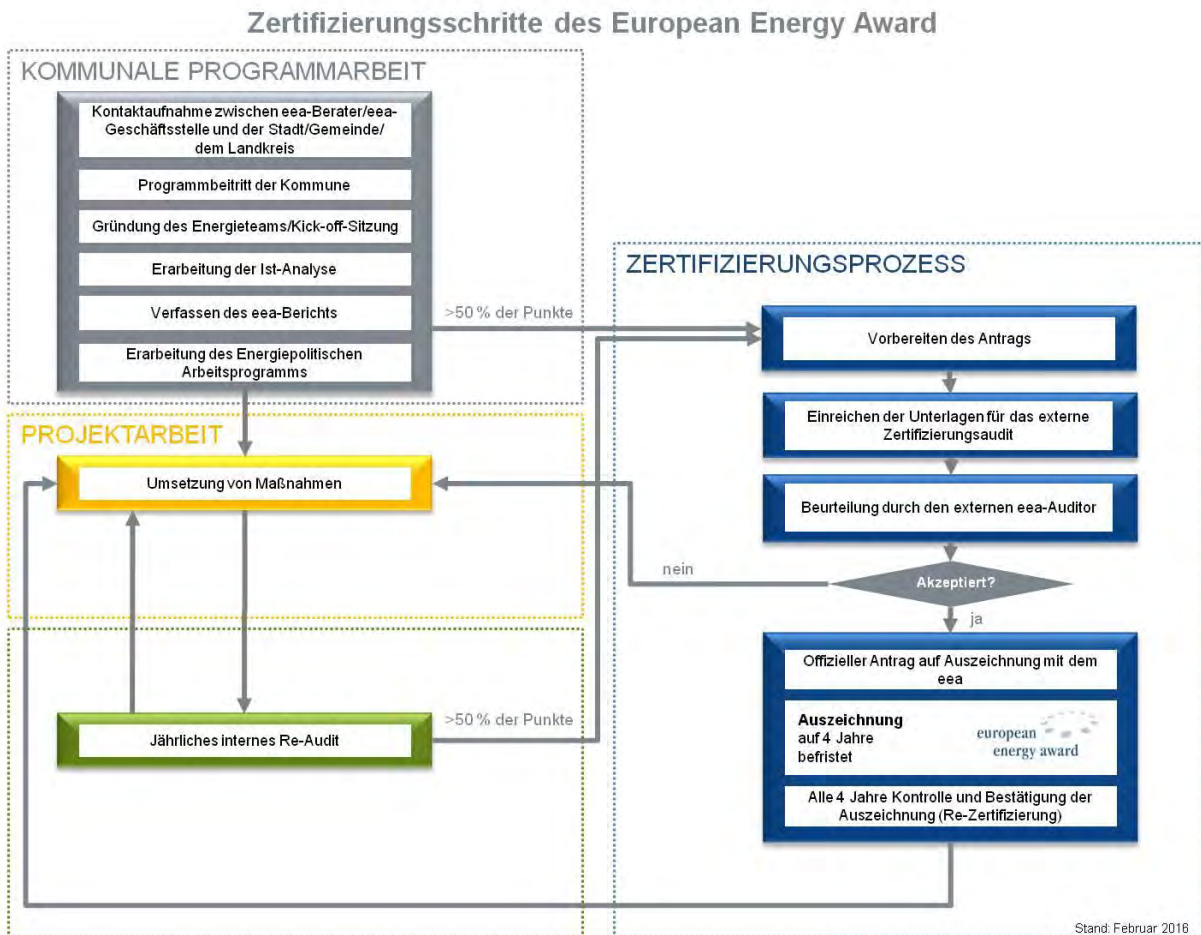 Zertifizierungsschritte des European Energy Award
KOMMUNALE PROGRAMMARBEIT
Kontaktaufnahme zwischen eea-Berater/eea-
Geschäftsstelle und der Stadt/Gemeinde/
dem Landkreis
Programmbeitritt der Kommune
Gründung des Energieteams/Kick-off-Sitzung
Erarbeitung der Ist-Analyse
Verfassen des eea-Berichts
Erarbeitung des Energiepolitischen
Arbeitsprogramms
>50 % der Punkte
PROJEKTARBEIT
Umsetzung von Maßnahmen
Jährliches internes Re-Audit
>50 % der Punkte
ZERTIFIZIERUNGSPROZESS
Vorbereiten des Antrags
Einreichen der Unterlagen für das externe
Zertifizierungsaudit
Beurteilung durch den externen eea-Auditor
Akzeptiert?
nein
ja
Offizieller Antrag auf Auszeichnung mit dem
eea
Auszeichnung
auf 4 Jahre
befristet
european
energy award
Alle 4 Jahre Kontrolle und Bestätigung der
Auszeichnung (Re-Zertifizierung)
Stand: Februar 2016